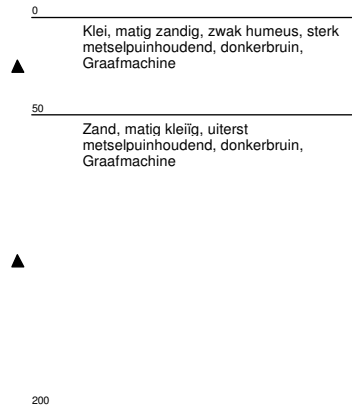 0
Klei, matig zandig, zwak humeus, sterk
metselpuinhoudend, donkerbruin,
Graafmachine
50
Zand, matig kleiïg, uiterst
metselpuinhoudend, donkerbruin,
Graafmachine
200